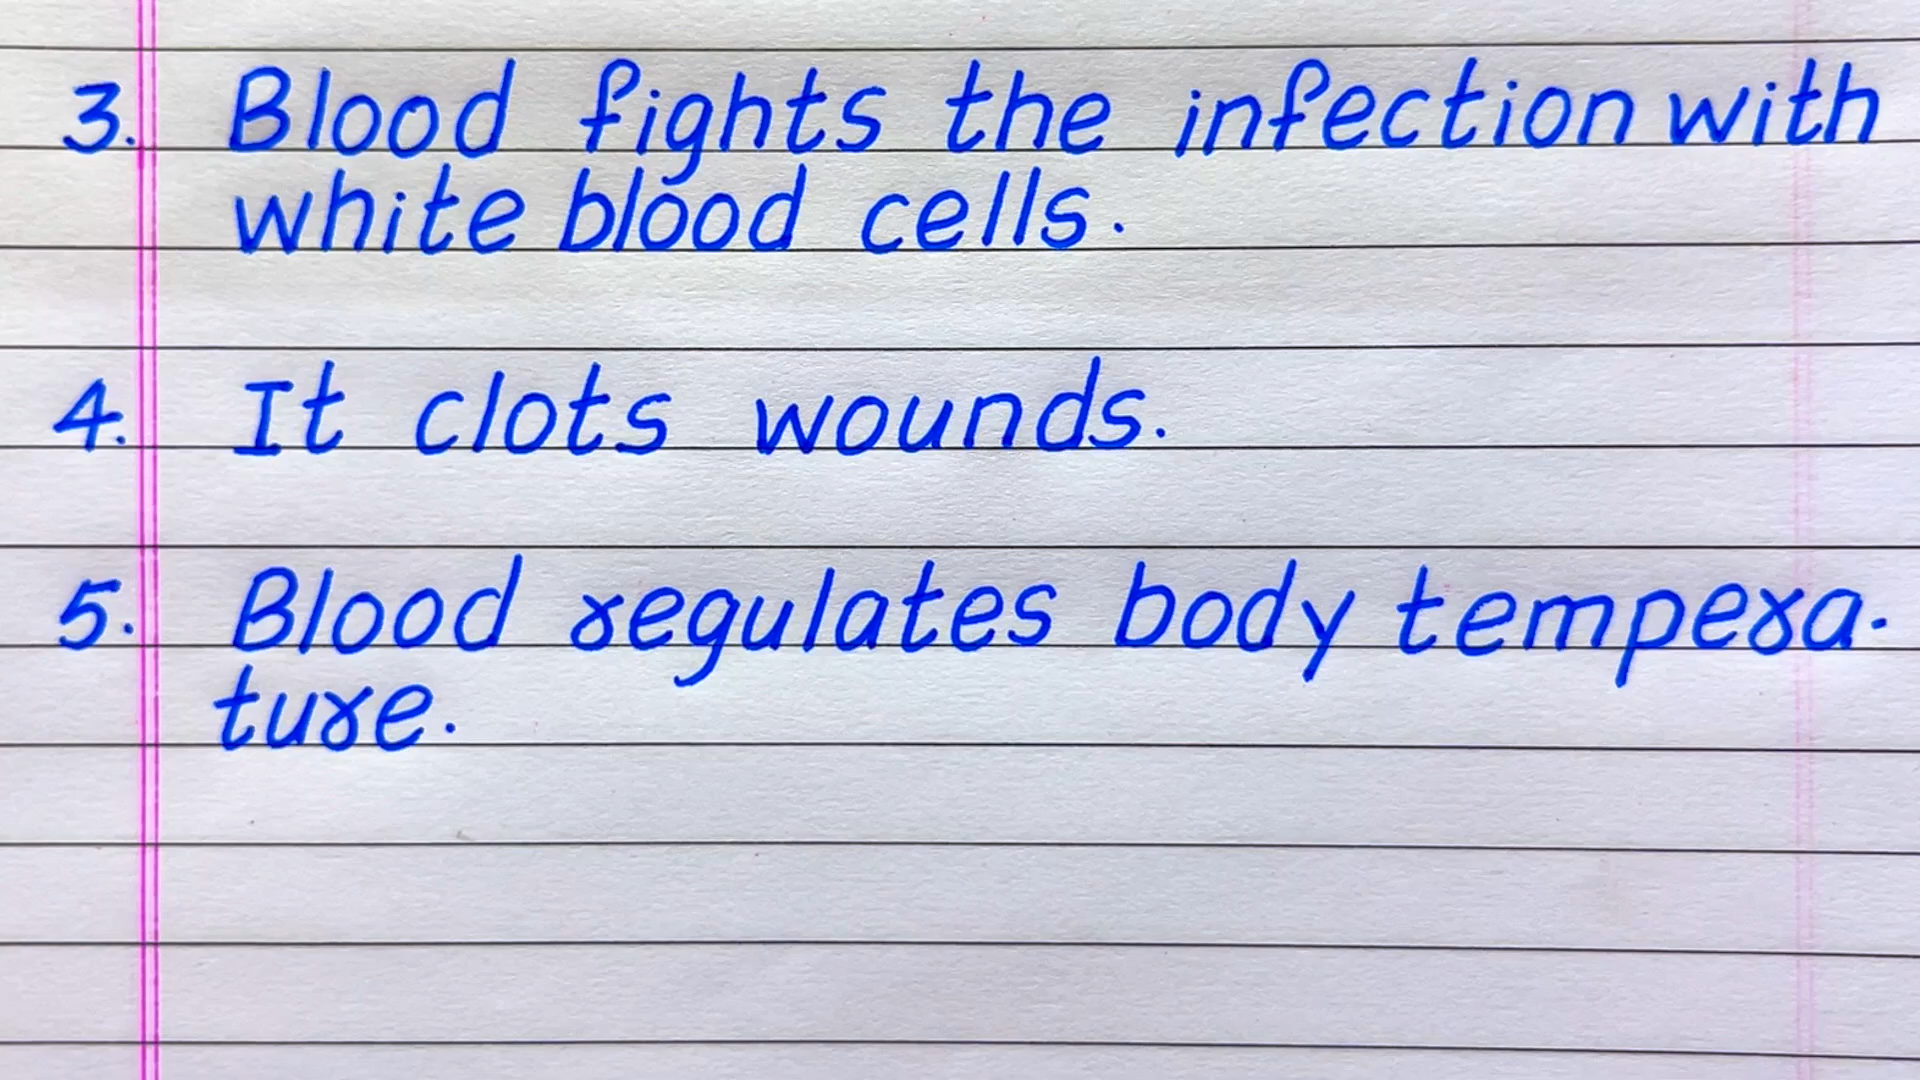 3. Blood fights the infection with
white blood cells.
4. It clots wounds.
5. Blood regulates body tempera-
ture.